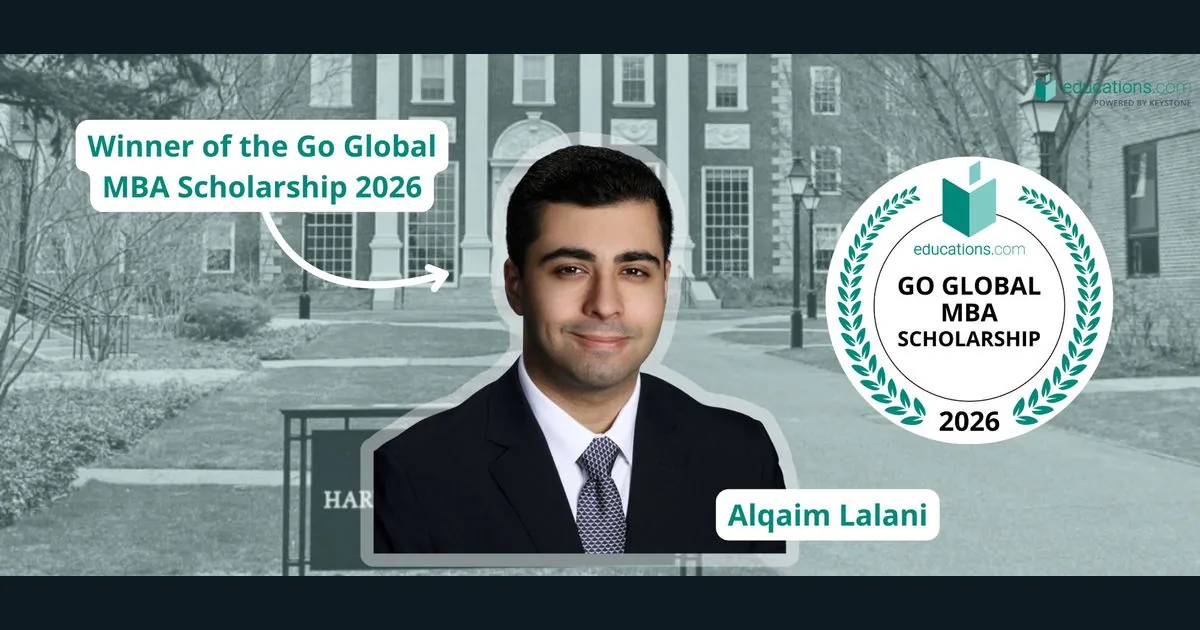 Winner of the Go Global
MBA Scholarship 2026
educations.com
POWERED BY KEYSTONE
educations.com
GO GLOBAL
MBA
SCHOLARSHIP
2026
HAR
Alqaim Lalani